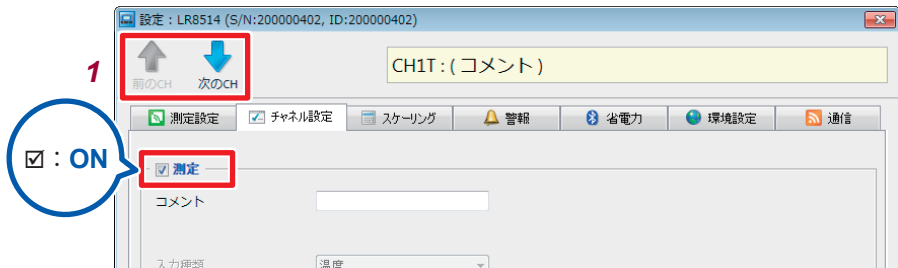 設定：LR8514 (S/N:200000402, ID:200000402)
1
前のCH 次のCH
CH1T : ( コメント )
測定設定 チャネル設定 スケーリング 警報 省電力 環境設定 通信
☑：ON
測定
コメント
入力種類 温度